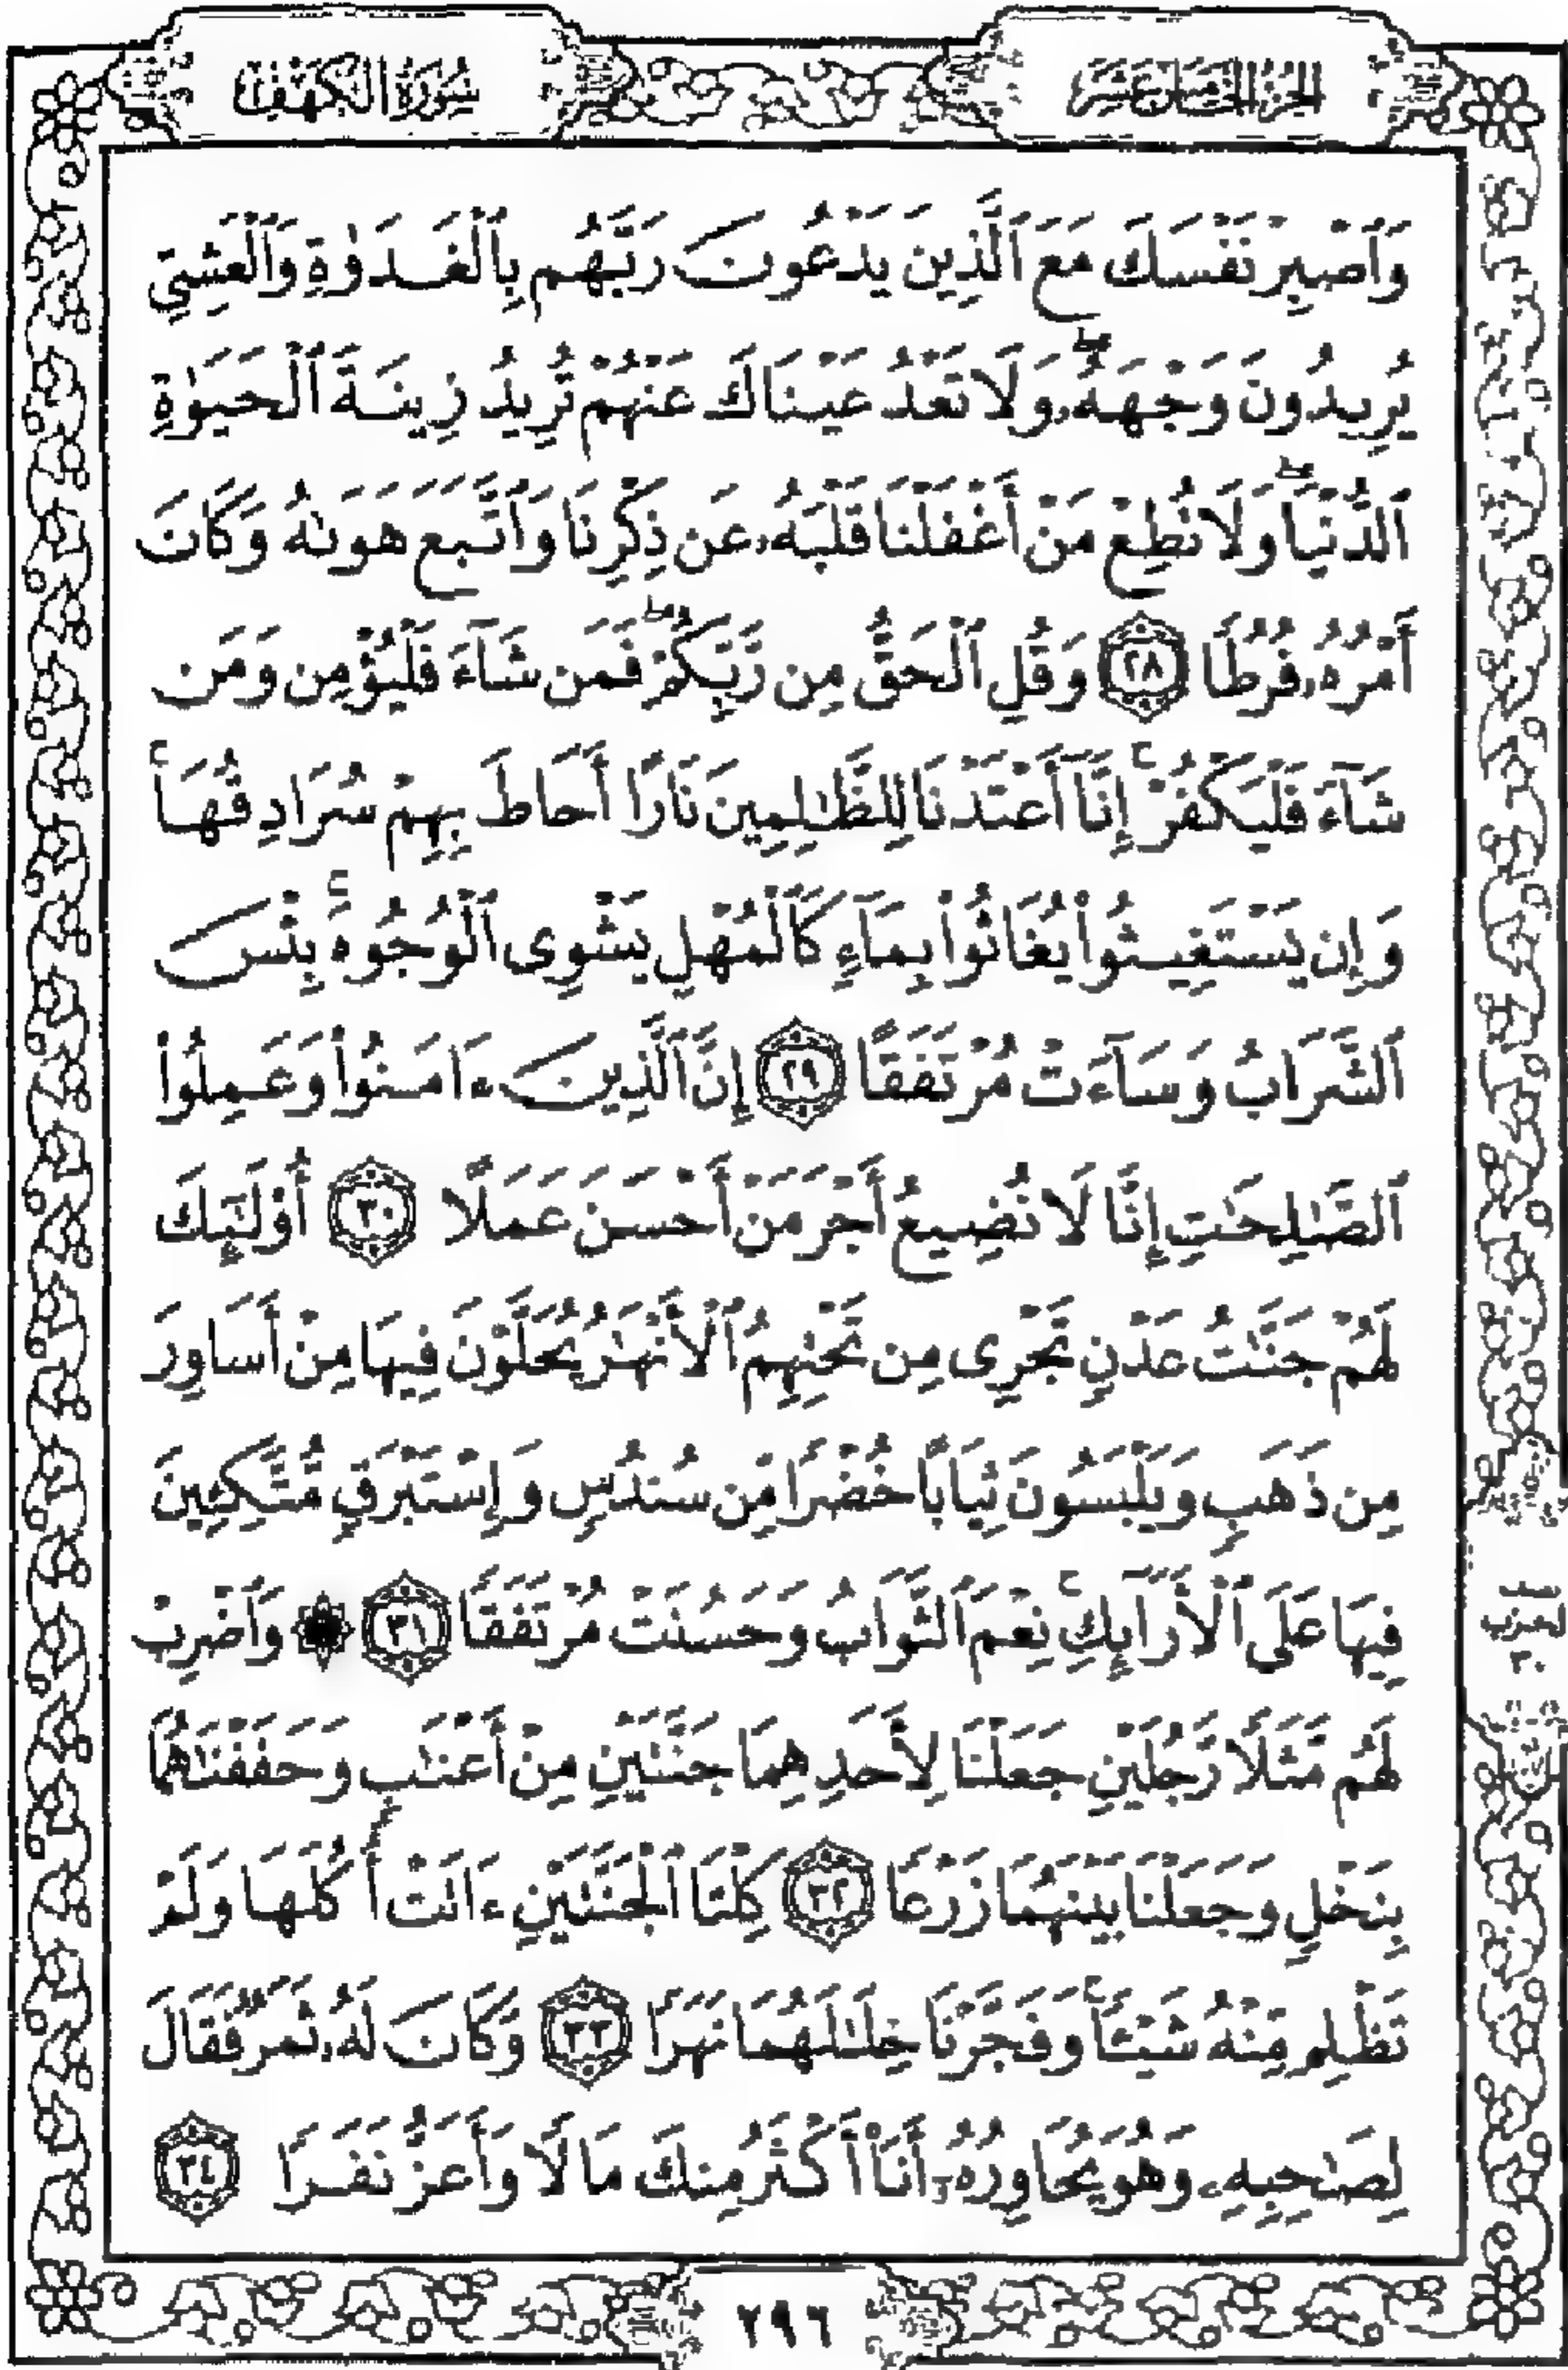 الجزء الخامس عشر
سورة الكهف
وَٱصْبِرْ نَفْسَكَ مَعَ ٱلَّذِينَ يَدْعُونَ رَبَّهُم بِٱلْغَدَوٰةِ وَٱلْعَشِيِّ
يُرِيدُونَ وَجْهَهُۥۖ وَلَا تَعْدُ عَيْنَاكَ عَنْهُمْ تُرِيدُ زِينَةَ ٱلْحَيَوٰةِ
ٱلدُّنْيَاۖ وَلَا تُطِعْ مَنْ أَغْفَلْنَا قَلْبَهُۥ عَن ذِكْرِنَا وَٱتَّبَعَ هَوَىٰهُ وَكَانَ
أَمْرُهُۥ فُرُطًا ٢٨ وَقُلِ ٱلْحَقُّ مِن رَّبِّكُمْۖ فَمَن شَآءَ فَلْيُؤْمِن وَمَن
شَآءَ فَلْيَكْفُرْۚ إِنَّآ أَعْتَدْنَا لِلظَّٰلِمِينَ نَارًا أَحَاطَ بِهِمْ سُرَادِقُهَاۚ
وَإِن يَسْتَغِيثُوا۟ يُغَاثُوا۟ بِمَآءٍ كَٱلْمُهْلِ يَشْوِى ٱلْوُجُوهَۚ بِئْسَ
ٱلشَّرَابُ وَسَآءَتْ مُرْتَفَقًا ٢٩ إِنَّ ٱلَّذِينَ ءَامَنُوا۟ وَعَمِلُوا۟
ٱلصَّٰلِحَٰتِ إِنَّا لَا نُضِيعُ أَجْرَ مَنْ أَحْسَنَ عَمَلًا ٣٠ أُو۟لَٰٓئِكَ
لَهُمْ جَنَّٰتُ عَدْنٍ تَجْرِى مِن تَحْتِهِمُ ٱلْأَنْهَٰرُ يُحَلَّوْنَ فِيهَا مِنْ أَسَاوِرَ
مِن ذَهَبٍ وَيَلْبَسُونَ ثِيَابًا خُضْرًا مِّن سُندُسٍ وَإِسْتَبْرَقٍ مُّتَّكِـِٔينَ
فِيهَا عَلَى ٱلْأَرَآئِكِۚ نِعْمَ ٱلثَّوَابُ وَحَسُنَتْ مُرْتَفَقًا ٣١ ۞ وَٱضْرِبْ
لَهُم مَّثَلًا رَّجُلَيْنِ جَعَلْنَا لِأَحَدِهِمَا جَنَّتَيْنِ مِنْ أَعْنَٰبٍ وَحَفَفْنَٰهُمَا
بِنَخْلٍ وَجَعَلْنَا بَيْنَهُمَا زَرْعًا ٣٢ كِلْتَا ٱلْجَنَّتَيْنِ ءَاتَتْ أُكُلَهَا وَلَمْ
تَظْلِم مِّنْهُ شَيْـًٔاۚ وَفَجَّرْنَا خِلَٰلَهُمَا نَهَرًا ٣٣ وَكَانَ لَهُۥ ثَمَرٌ فَقَالَ
لِصَٰحِبِهِۦ وَهُوَ يُحَاوِرُهُۥٓ أَنَا۠ أَكْثَرُ مِنكَ مَالًا وَأَعَزُّ نَفَرًا ٣٤
نصف
الحزب
٣٠
٢٩٦